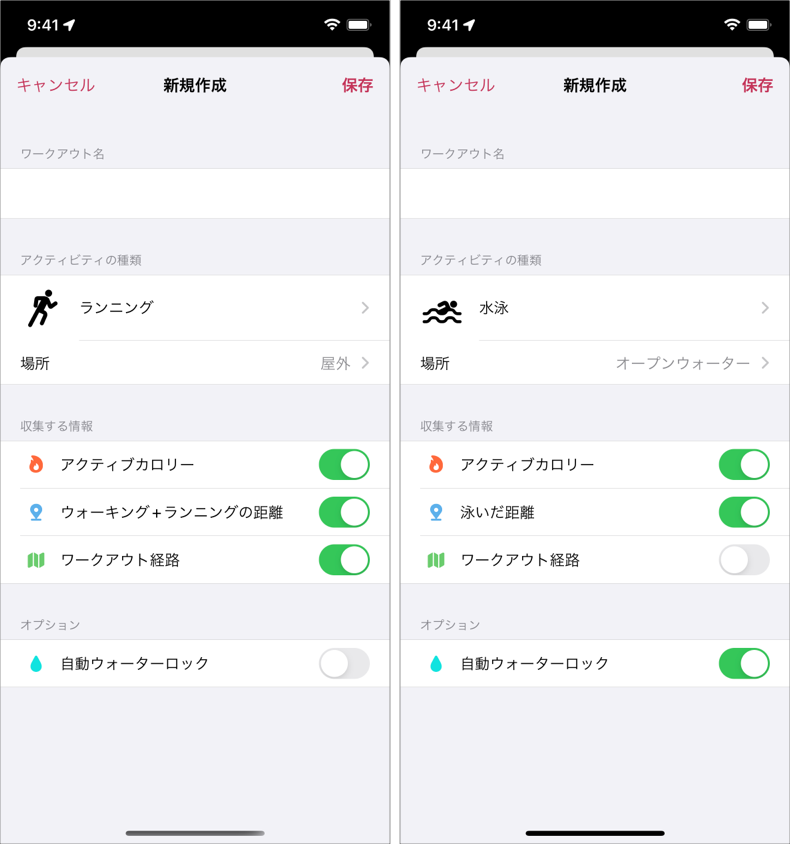 9:41
キャンセル 新規作成 保存
ワークアウト名
アクティビティの種類
ランニング
場所 屋外
収集する情報
アクティブカロリー
ウォーキング+ランニングの距離
ワークアウト経路
オプション
自動ウォーターロック
9:41
キャンセル 新規作成 保存
ワークアウト名
アクティビティの種類
水泳
場所 オープンウォーター
収集する情報
アクティブカロリー
泳いだ距離
ワークアウト経路
オプション
自動ウォーターロック